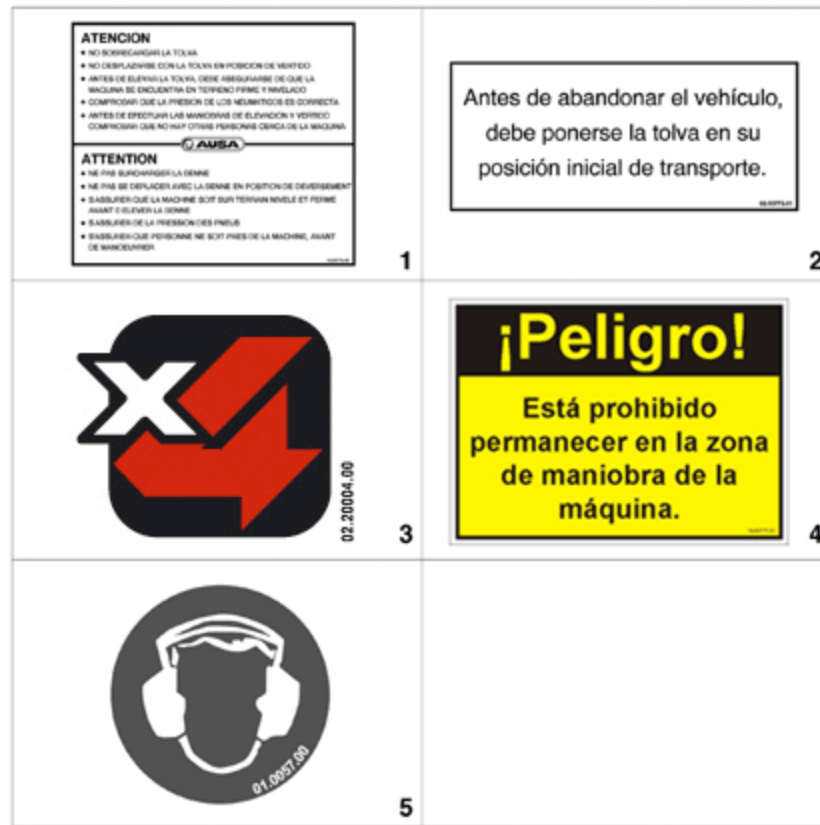 ATENCION
• NO SOBRECARGAR LA TOLVA
• NO DESPLAZARSE CON LA TOLVA EN POSICION DE VERTIDO
• ANTES DE ELEVAR LA TOLVA, DEBE ASEGURARSE DE QUE LA
MAQUINA SE ENCUENTRA EN TERRENO FIRME Y NIVELADO
• COMPROBAR QUE LA PRESION DE LOS NEUMATICOS ES CORRECTA
• ANTES DE EFECTUAR LAS MANIOBRAS DE ELEVACION Y VERTIDO
COMPROBAR QUE NO HAY OTRAS PERSONAS CERCA DE LA MAQUINA
AUSA
ATTENTION
• NE PAS SURCHARGER LA BENNE
• NE PAS SE DEPLACER AVEC LA BENNE EN POSITION DE DEVERSEMENT
• S'ASSURER QUE LA MACHINE SOIT SUR TERRAIN NIVELE ET FERME
AVANT D'ELEVER LA BENNE
• S'ASSURER DE LA PRESSION DES PNEUS
• S'ASSURER QUE PERSONNE NE SOIT PRES DE LA MACHINE, AVANT
DE MANOEUVRER
1
Antes de abandonar el vehículo,
debe ponerse la tolva en su
posición inicial de transporte.
2
X4
02.20004.00
3
¡Peligro!
Está prohibido
permanecer en la zona
de maniobra de la
máquina.
4
01.0057.00
5